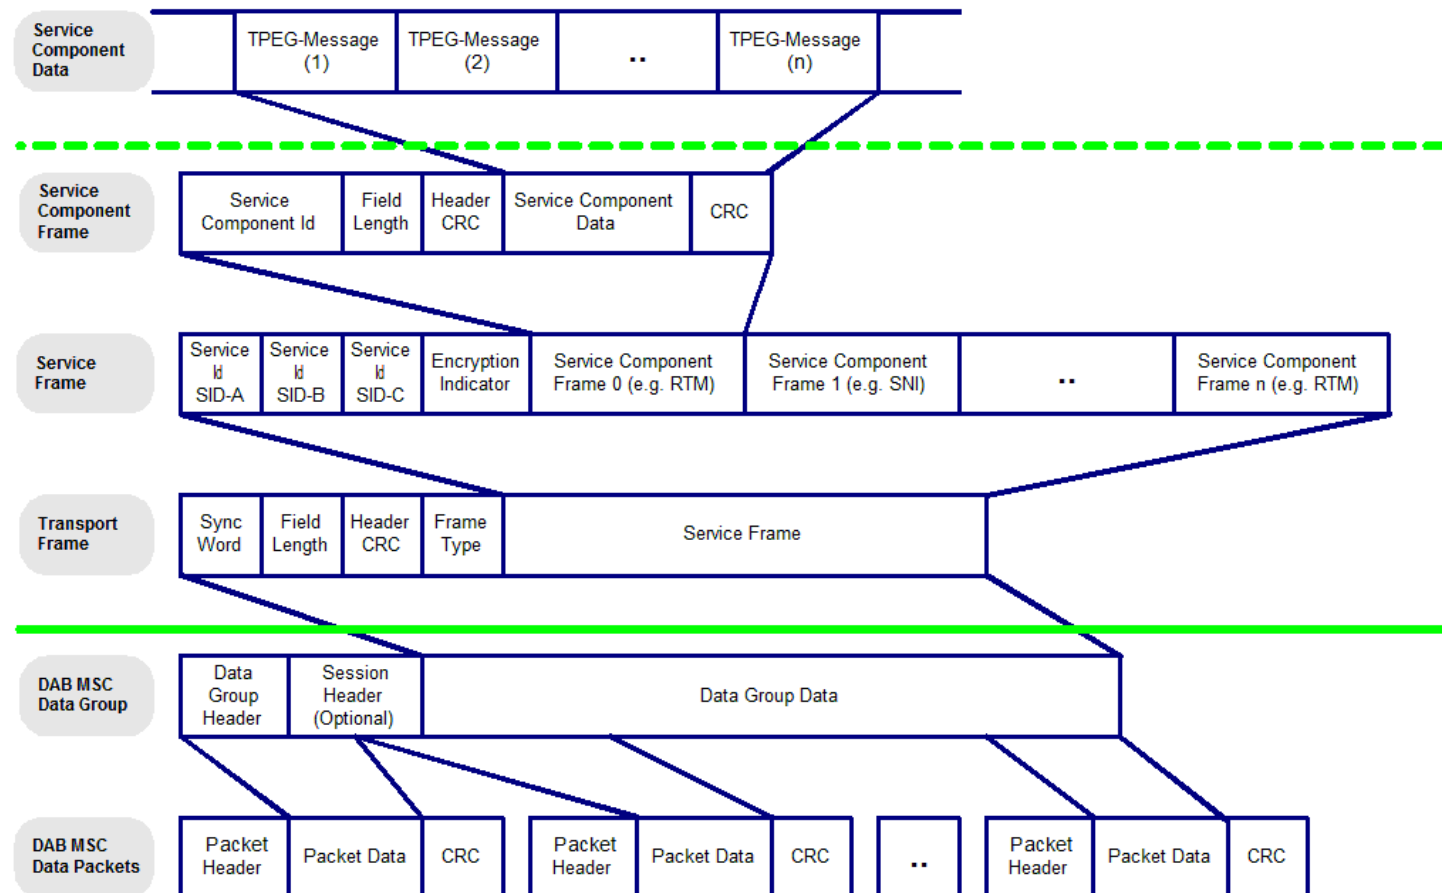 Service
Component
Data
TPEG-Message
(1)
TPEG-Message
(2)
..
TPEG-Message
(n)
Service
Component
Frame
Service
Component Id
Field
Length
Header
CRC
Service Component
Data
CRC
Service
Frame
Service
Id
SID-A
Service
Id
SID-B
Service
Id
SID-C
Encryption
Indicator
Service Component
Frame 0 (e.g. RTM)
Service Component
Frame 1 (e.g. SNI)
..
Service Component
Frame n (e.g. RTM)
Transport
Frame
Sync
Word
Field
Length
Header
CRC
Frame
Type
Service Frame
DAB MSC
Data Group
Data
Group
Header
Session
Header
(Optional)
Data Group Data
DAB MSC
Data Packets
Packet
Header
Packet Data
CRC
Packet
Header
Packet Data
CRC
..
Packet
Header
Packet Data
CRC